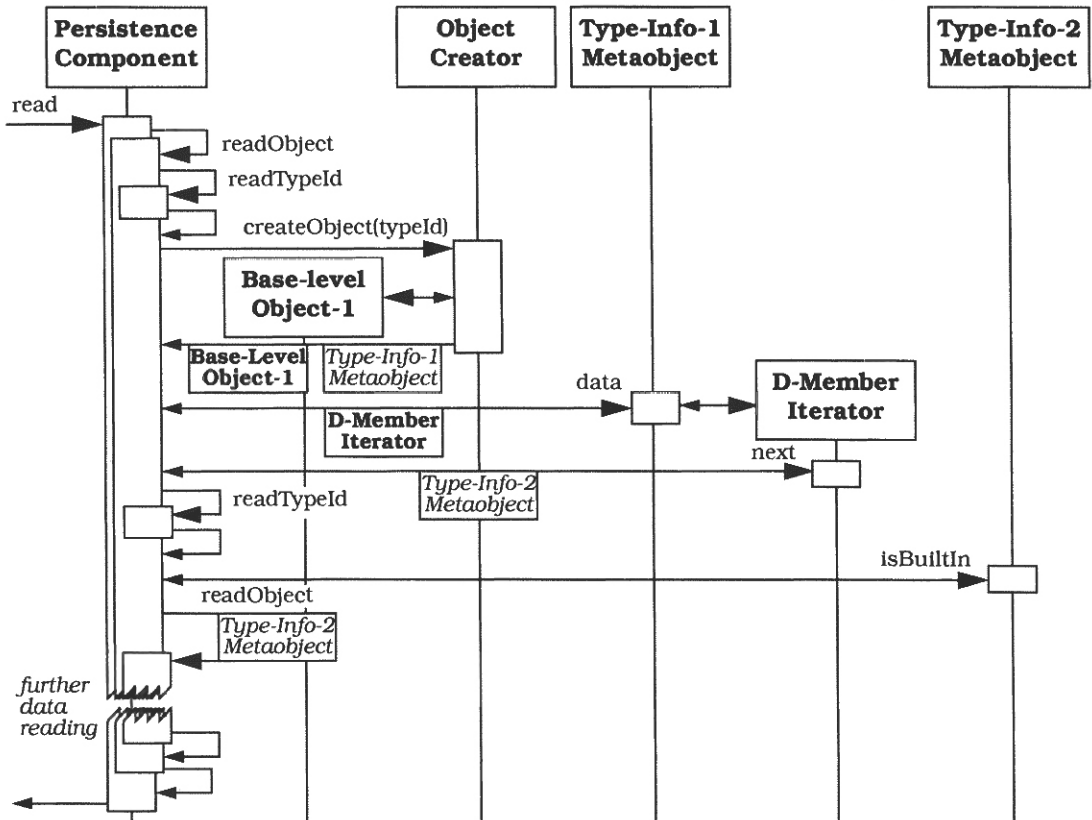 Persistence
Component
Object
Creator
Type-Info-1
Metaobject
Type-Info-2
Metaobject
read
readObject
readTypeId
createObject(typeId)
Base-level
Object-1
Base-Level
Object-1
Type-Info-1
Metaobject
data
D-Member
Iterator
D-Member
Iterator
next
Type-Info-2
Metaobject
readTypeId
isBuiltIn
readObject
Type-Info-2
Metaobject
further
data
reading